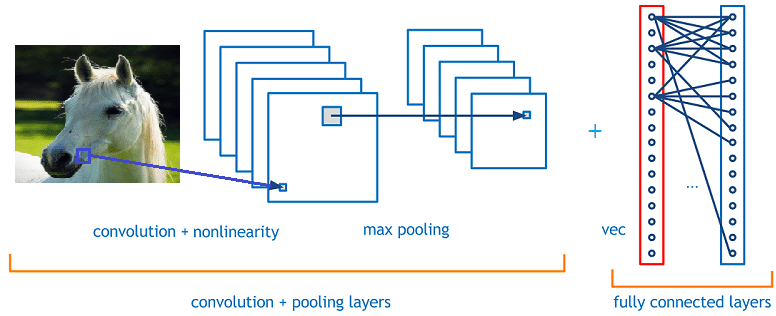 +
convolution + nonlinearity
max pooling
vec
...
convolution + pooling layers
fully connected layers